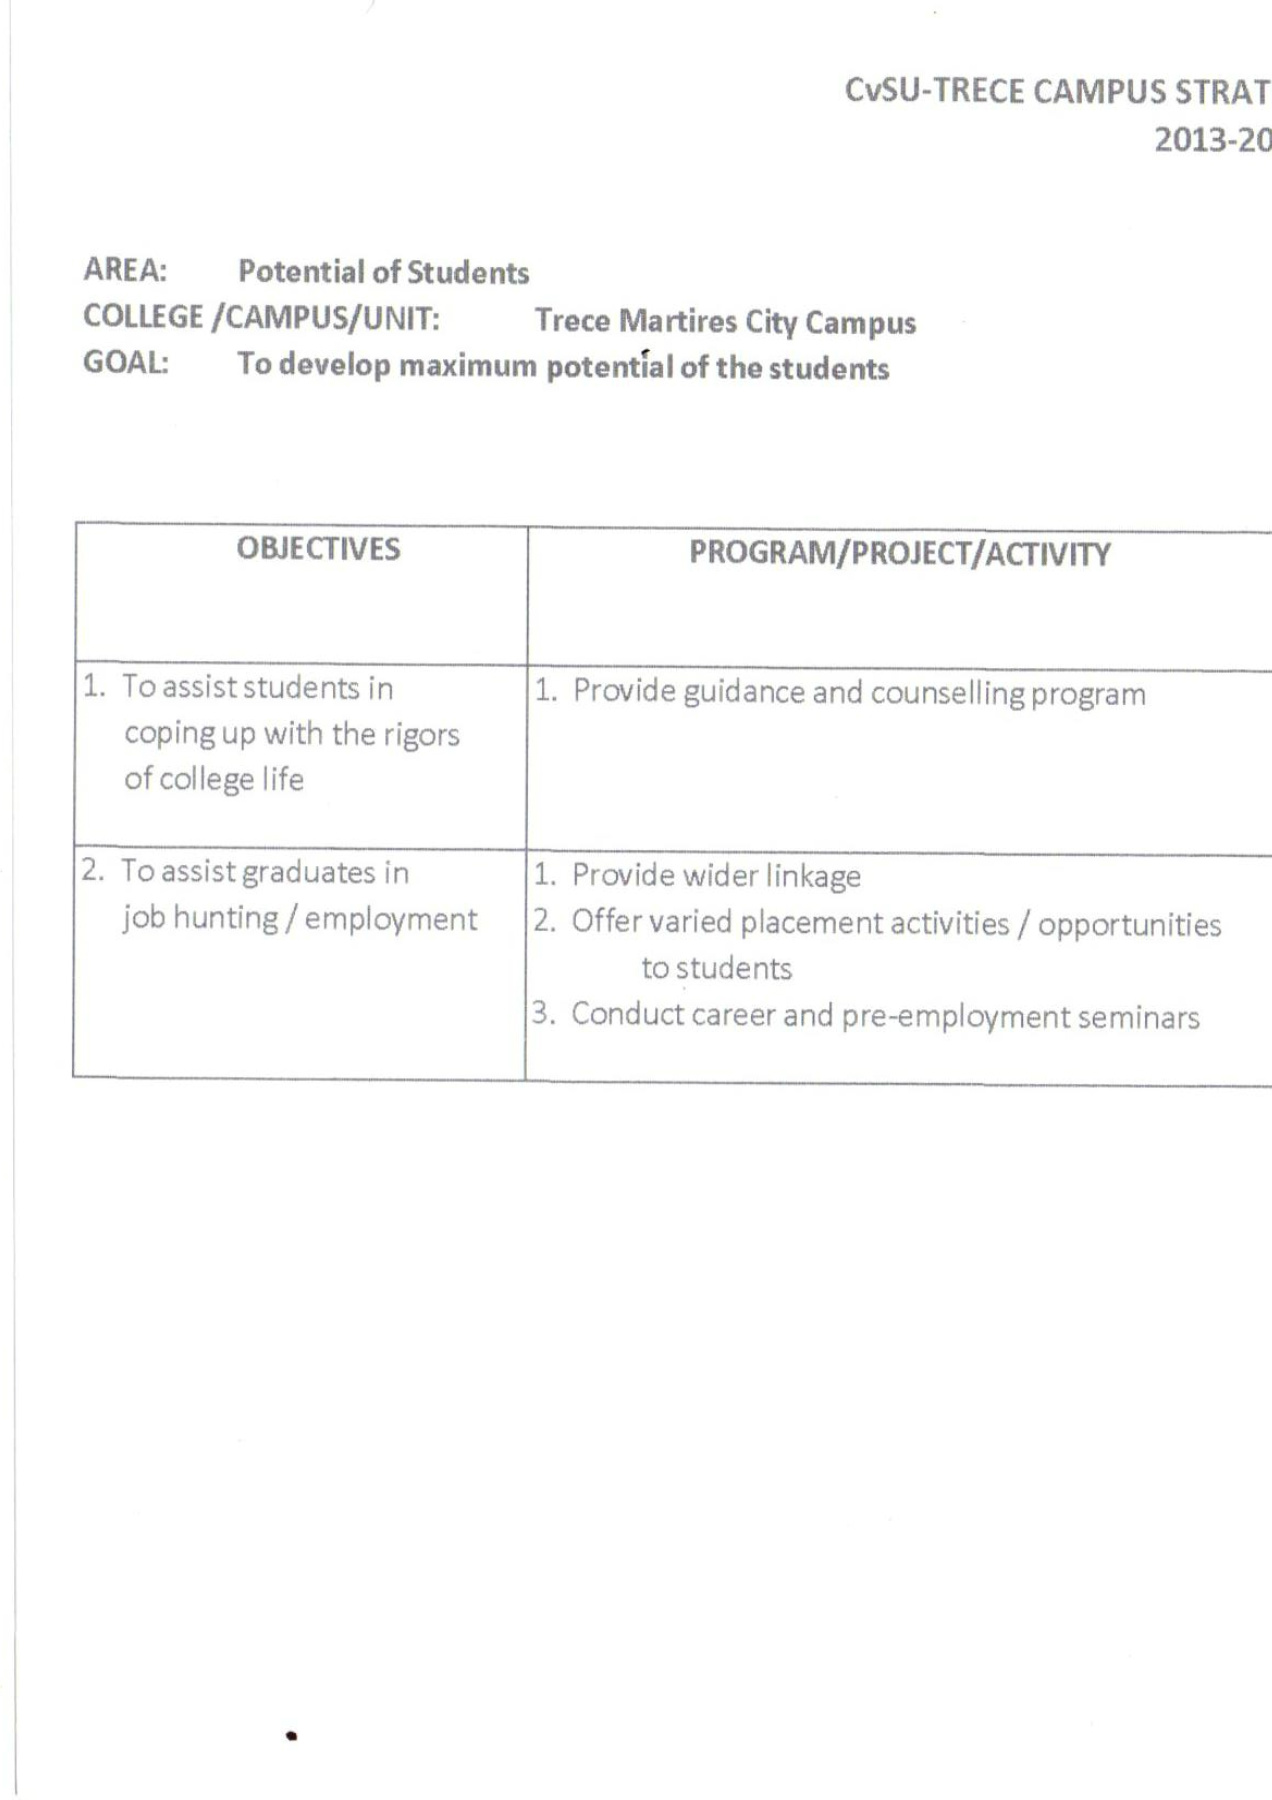 CvSU-TRECE CAMPUS STRAT
2013-20
AREA: Potential of Students
COLLEGE /CAMPUS/UNIT: Trece Martires City Campus
GOAL: To develop maximum potential of the students
OBJECTIVES
PROGRAM/PROJECT/ACTIVITY
1. To assist students in
coping up with the rigors
of college life
1. Provide guidance and counselling program
2. To assist graduates in
job hunting / employment
1. Provide wider linkage
2. Offer varied placement activities / opportunities
to students
3. Conduct career and pre-employment seminars